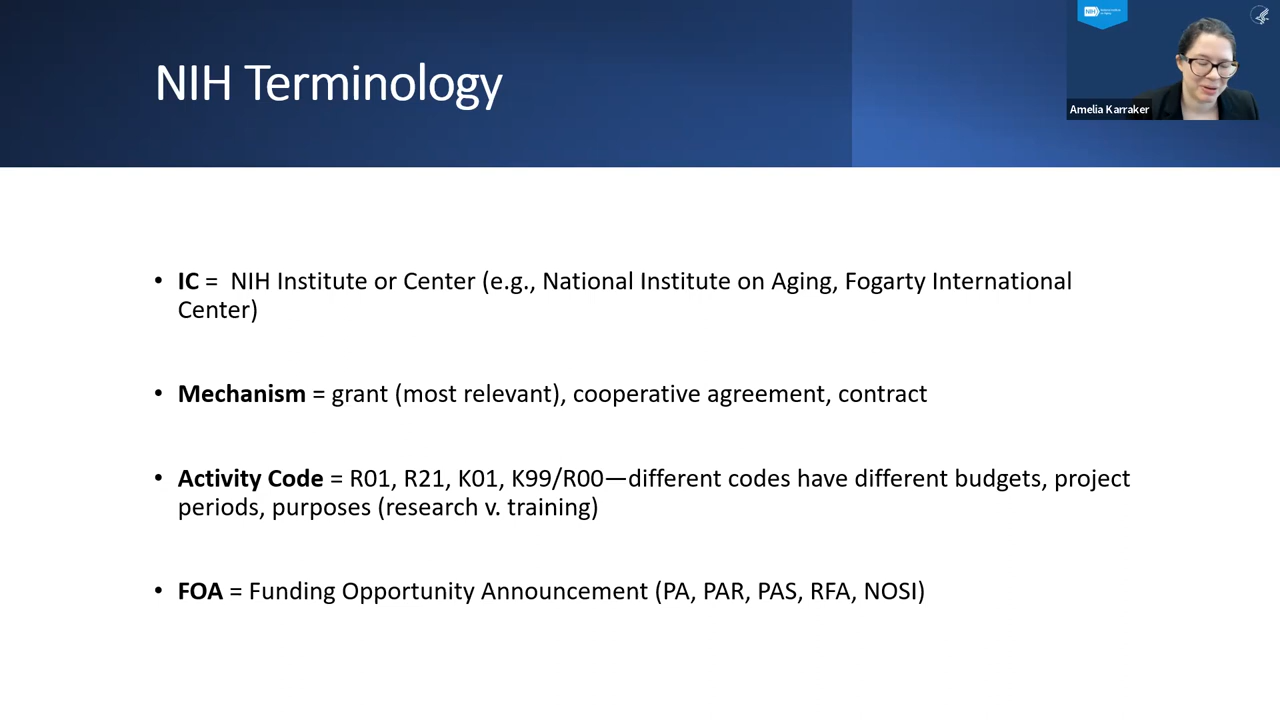 NIH Terminology
NIH
Amelia Karraker
• IC = NIH Institute or Center (e.g., National Institute on Aging, Fogarty International
Center)
• Mechanism = grant (most relevant), cooperative agreement, contract
• Activity Code = R01, R21, K01, K99/R00—different codes have different budgets, project
periods, purposes (research v. training)
• FOA = Funding Opportunity Announcement (PA, PAR, PAS, RFA, NOSI)